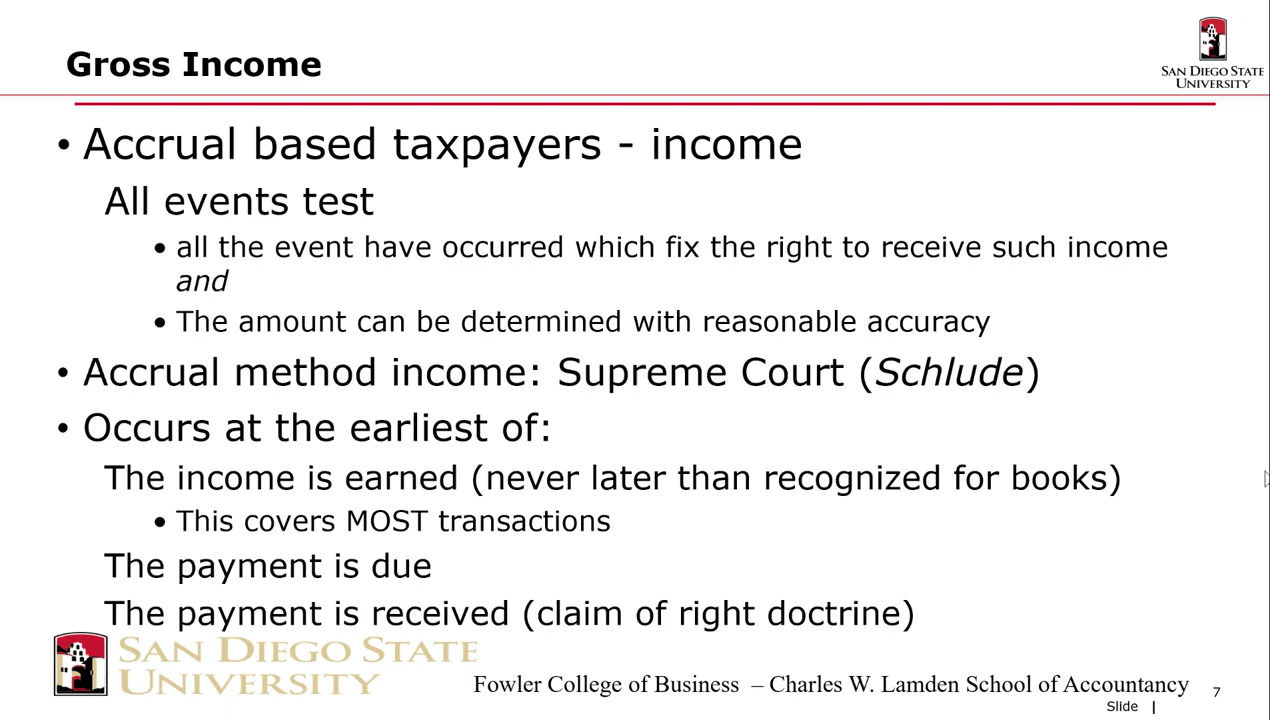 Gross Income
SAN DIEGO STATE
UNIVERSITY
• Accrual based taxpayers - income
All events test
• all the event have occurred which fix the right to receive such income
and
• The amount can be determined with reasonable accuracy
• Accrual method income: Supreme Court (Schlude)
• Occurs at the earliest of:
The income is earned (never later than recognized for books)
• This covers MOST transactions
The payment is due
The payment is received (claim of right doctrine)
SAN DIEGO STATE
UNIVERSITY
Fowler College of Business – Charles W. Lamden School of Accountancy
7
Slide |